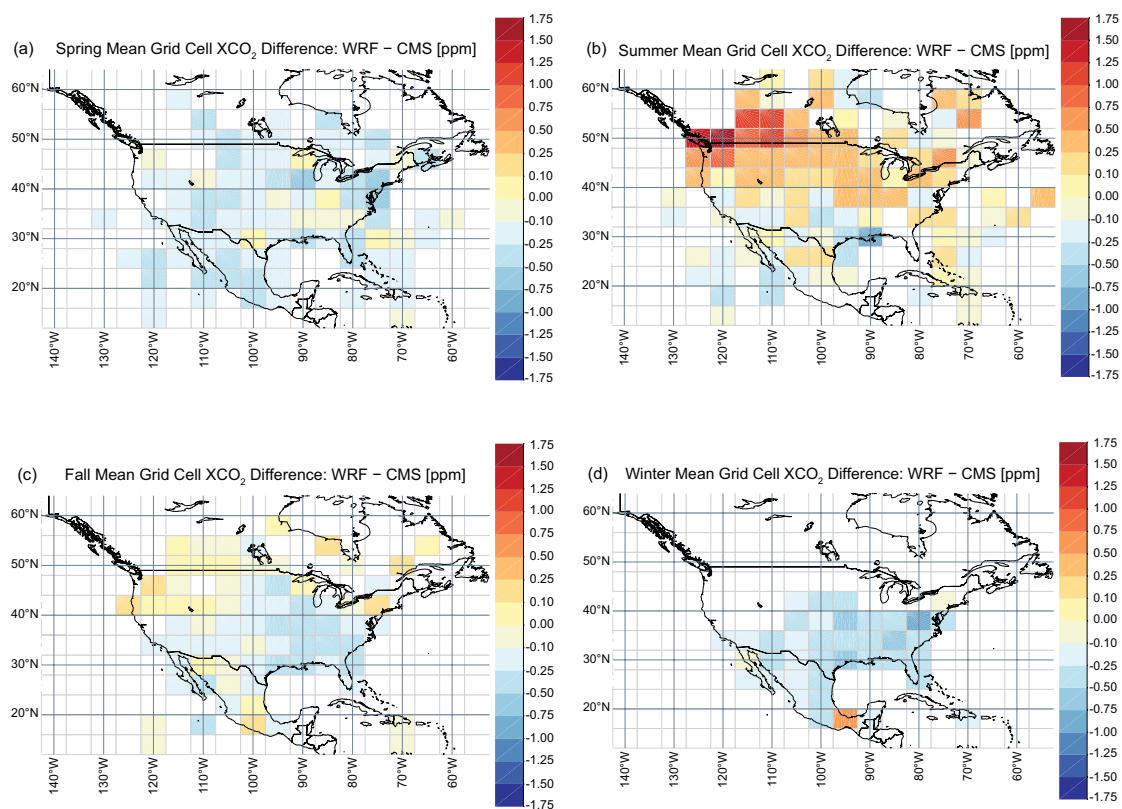 (a) Spring Mean Grid Cell XCO₂ Difference: WRF − CMS [ppm]
1.75
1.50
1.00
0.75
0.50
0.25
0.10
0.00
-0.10
-0.25
-0.50
-0.75
-1.00
-1.25
-1.50
-1.75
60°N
50°N
40°N
30°N
20°N
140°W
130°W
120°W
110°W
100°W
90°W
80°W
70°W
60°W
(b) Summer Mean Grid Cell XCO₂ Difference: WRF − CMS [ppm]
1.75
1.50
1.25
1.00
0.75
0.50
0.25
0.10
0.00
-0.10
-0.25
-0.50
-0.75
-1.00
-1.25
-1.50
-1.75
60°N
50°N
40°N
30°N
20°N
140°W
130°W
120°W
110°W
100°W
90°W
80°W
70°W
60°W
(c) Fall Mean Grid Cell XCO₂ Difference: WRF − CMS [ppm]
1.75
1.50
1.25
1.00
0.75
0.50
0.25
0.10
0.00
-0.10
-0.25
-0.50
-0.75
-1.00
-1.25
-1.50
-1.75
60°N
50°N
40°N
30°N
20°N
140°W
130°W
120°W
110°W
100°W
90°W
80°W
70°W
60°W
(d) Winter Mean Grid Cell XCO₂ Difference: WRF − CMS [ppm]
1.75
1.50
1.25
1.00
0.75
0.50
0.25
0.10
0.00
-0.10
-0.25
-0.50
-0.75
-1.00
-1.25
-1.50
-1.75
60°N
50°N
40°N
30°N
20°N
140°W
130°W
120°W
110°W
100°W
90°W
80°W
70°W
60°W